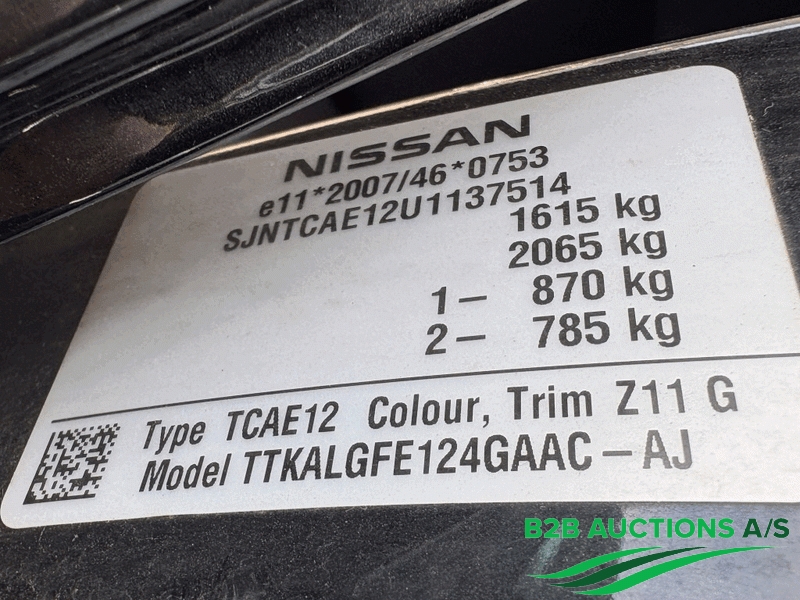 NISSAN
e11*2007/46*0753
SJNTCAE12U1137514
1615 kg
2065 kg
1- 870 kg
2- 785 kg
Type TCAE12 Colour, Trim Z11 G
Model TTKALGFE124GAAC-AJ
B2B AUCTIONS A/S